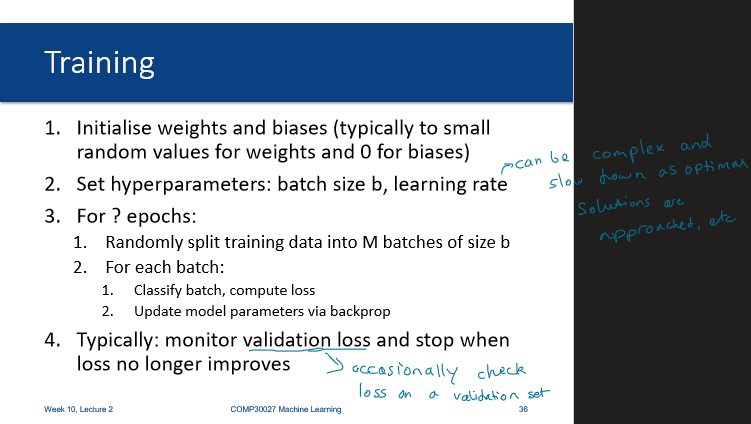 Training
1. Initialise weights and biases (typically to small
random values for weights and 0 for biases)
2. Set hyperparameters: batch size b, learning rate
can be complex and
slow down as optimal
solutions are
approached, etc.
3. For ? epochs:
1. Randomly split training data into M batches of size b
2. For each batch:
1. Classify batch, compute loss
2. Update model parameters via backprop
4. Typically: monitor validation loss and stop when
loss no longer improves
occasionally check
loss on a validation set
Week 10, Lecture 2
COMP30027 Machine Learning
36